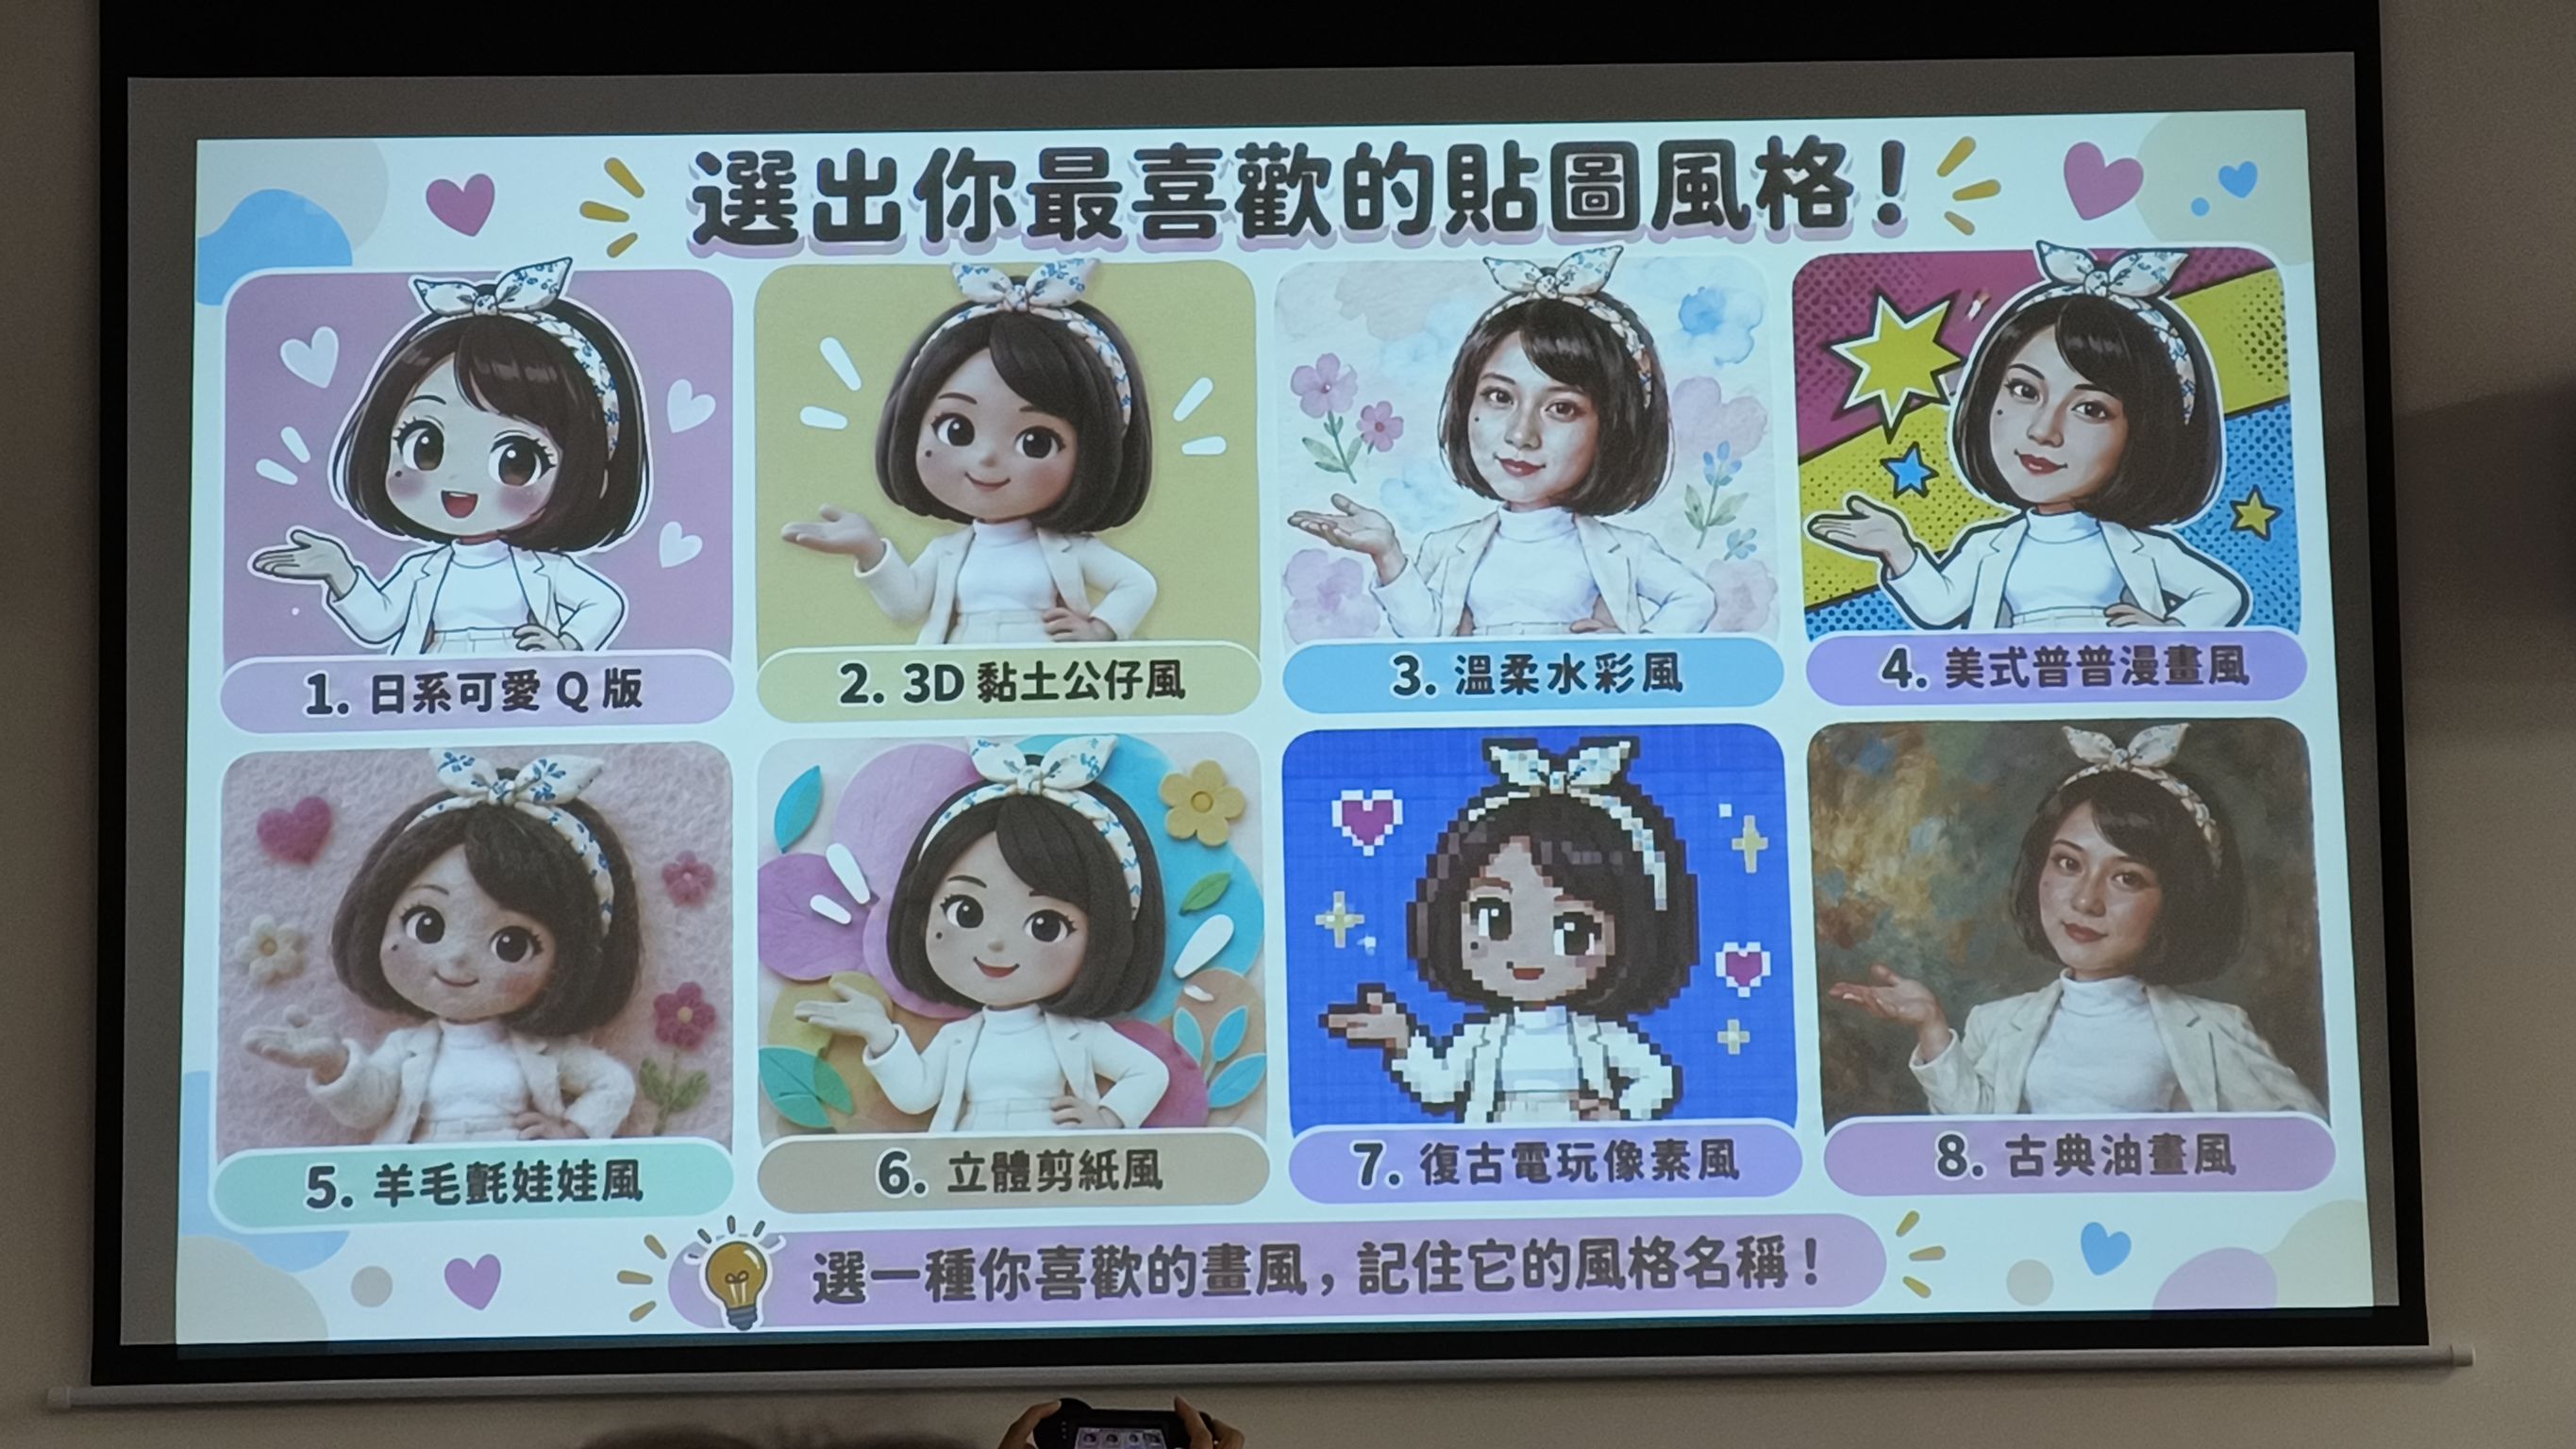 選出你最喜歡的貼圖風格！
1. 日系可愛 Q 版
2. 3D 黏土公仔風
3. 溫柔水彩風
4. 美式普普漫畫風
5. 羊毛氈娃娃風
6. 立體剪紙風
7. 復古電玩像素風
8. 古典油畫風
選一種你喜歡的畫風，記住它的風格名稱！